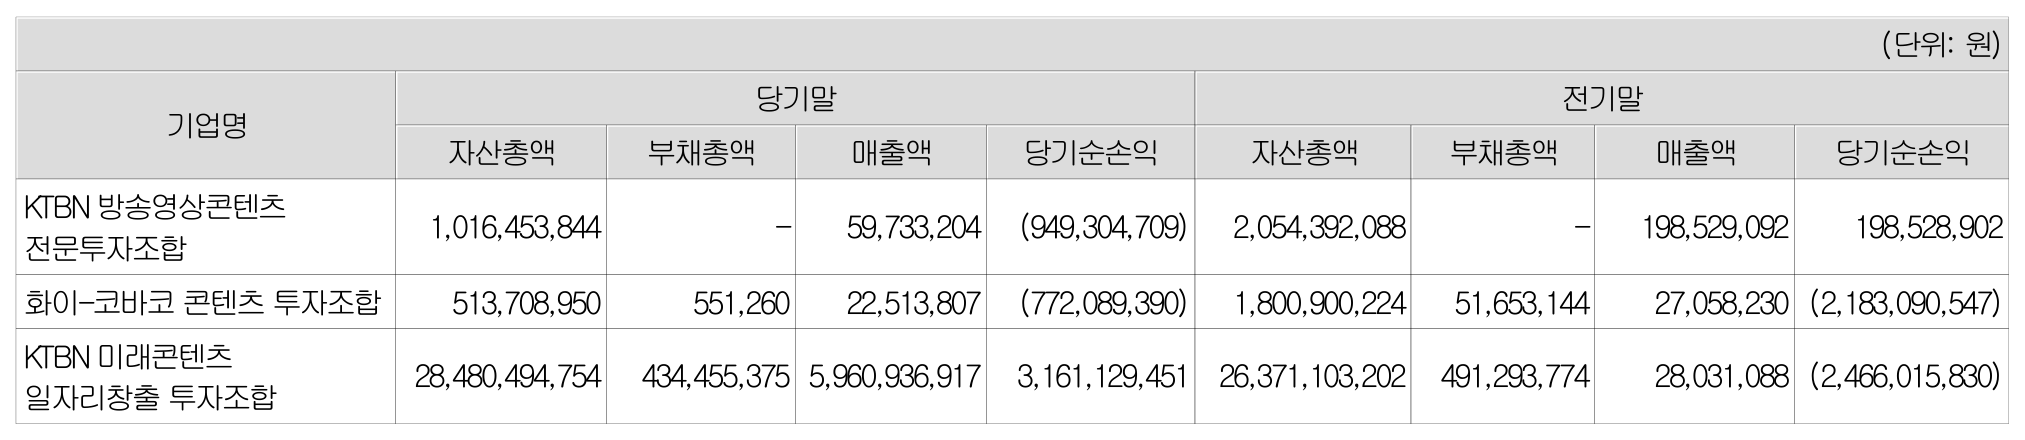 (단위: 원)
기업명 당기말 전기말
자산총액 부채총액 매출액 당기순손익 자산총액 부채총액 매출액 당기순손익
KTBN 방송영상콘텐츠
전문투자조합 1,016,453,844 - 59,733,204 (949,304,709) 2,054,392,088 - 198,529,092 198,528,902
화이-코바코 콘텐츠 투자조합 513,708,950 551,260 22,513,807 (772,089,390) 1,800,900,224 51,653,144 27,058,230 (2,183,090,547)
KTBN 미래콘텐츠
일자리창출 투자조합 28,480,494,754 434,455,375 5,960,936,917 3,161,129,451 26,371,103,202 491,293,774 28,031,088 (2,466,015,830)